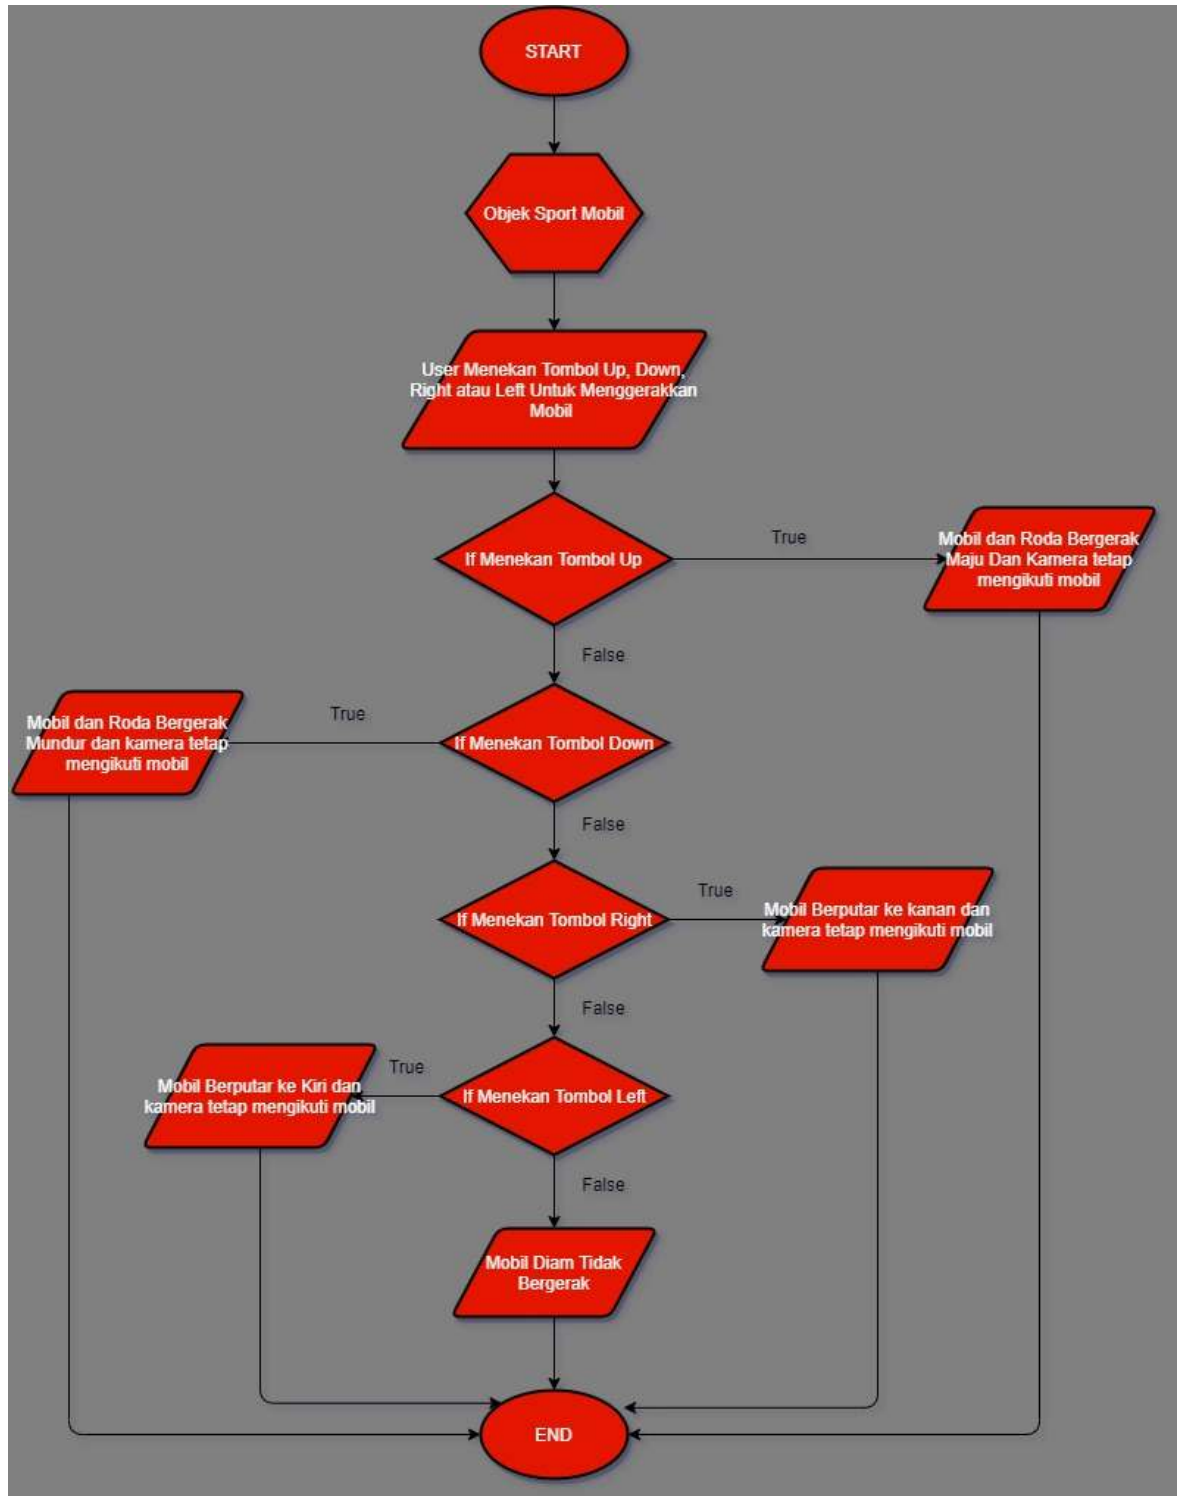 START
Objek Sport Mobil
User Menekan Tombol Up, Down,
Right atau Left Untuk Menggerakkan
Mobil
If Menekan Tombol Up
True
Mobil dan Roda Bergerak
Maju Dan Kamera tetap
mengikuti mobil
False
Mobil dan Roda Bergerak
Mundur dan kamera tetap
mengikuti mobil
True
If Menekan Tombol Down
False
If Menekan Tombol Right
True
Mobil Berputar ke kanan dan
kamera tetap mengikuti mobil
False
Mobil Berputar ke Kiri dan
kamera tetap mengikuti mobil
True
If Menekan Tombol Left
False
Mobil Diam Tidak
Bergerak
END